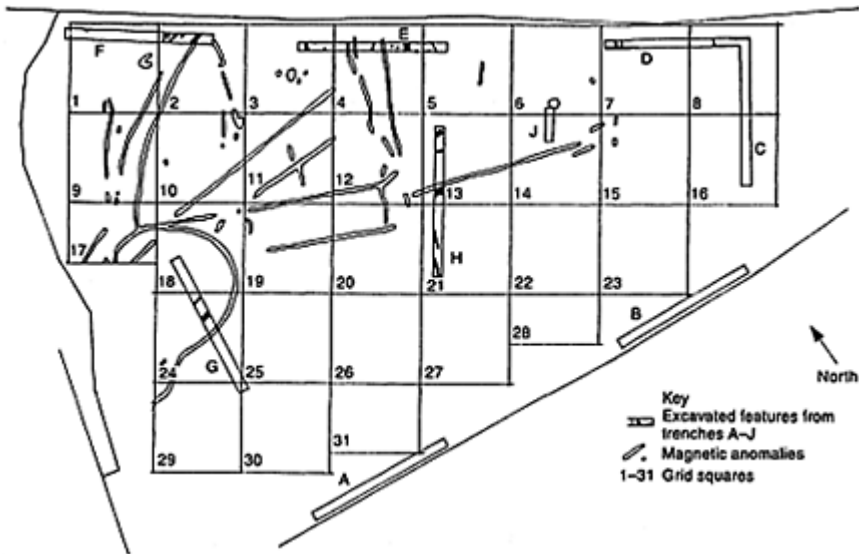 F
E
D
1
2
3
4
5
6
7
8
J
C
9
10
11
12
13
14
15
16
17
H
18
19
20
21
22
23
B
28
G
24
25
26
27
North
31
29
30
A
Key
Excavated features from
trenches A–J
Magnetic anomalies
1–31 Grid squares